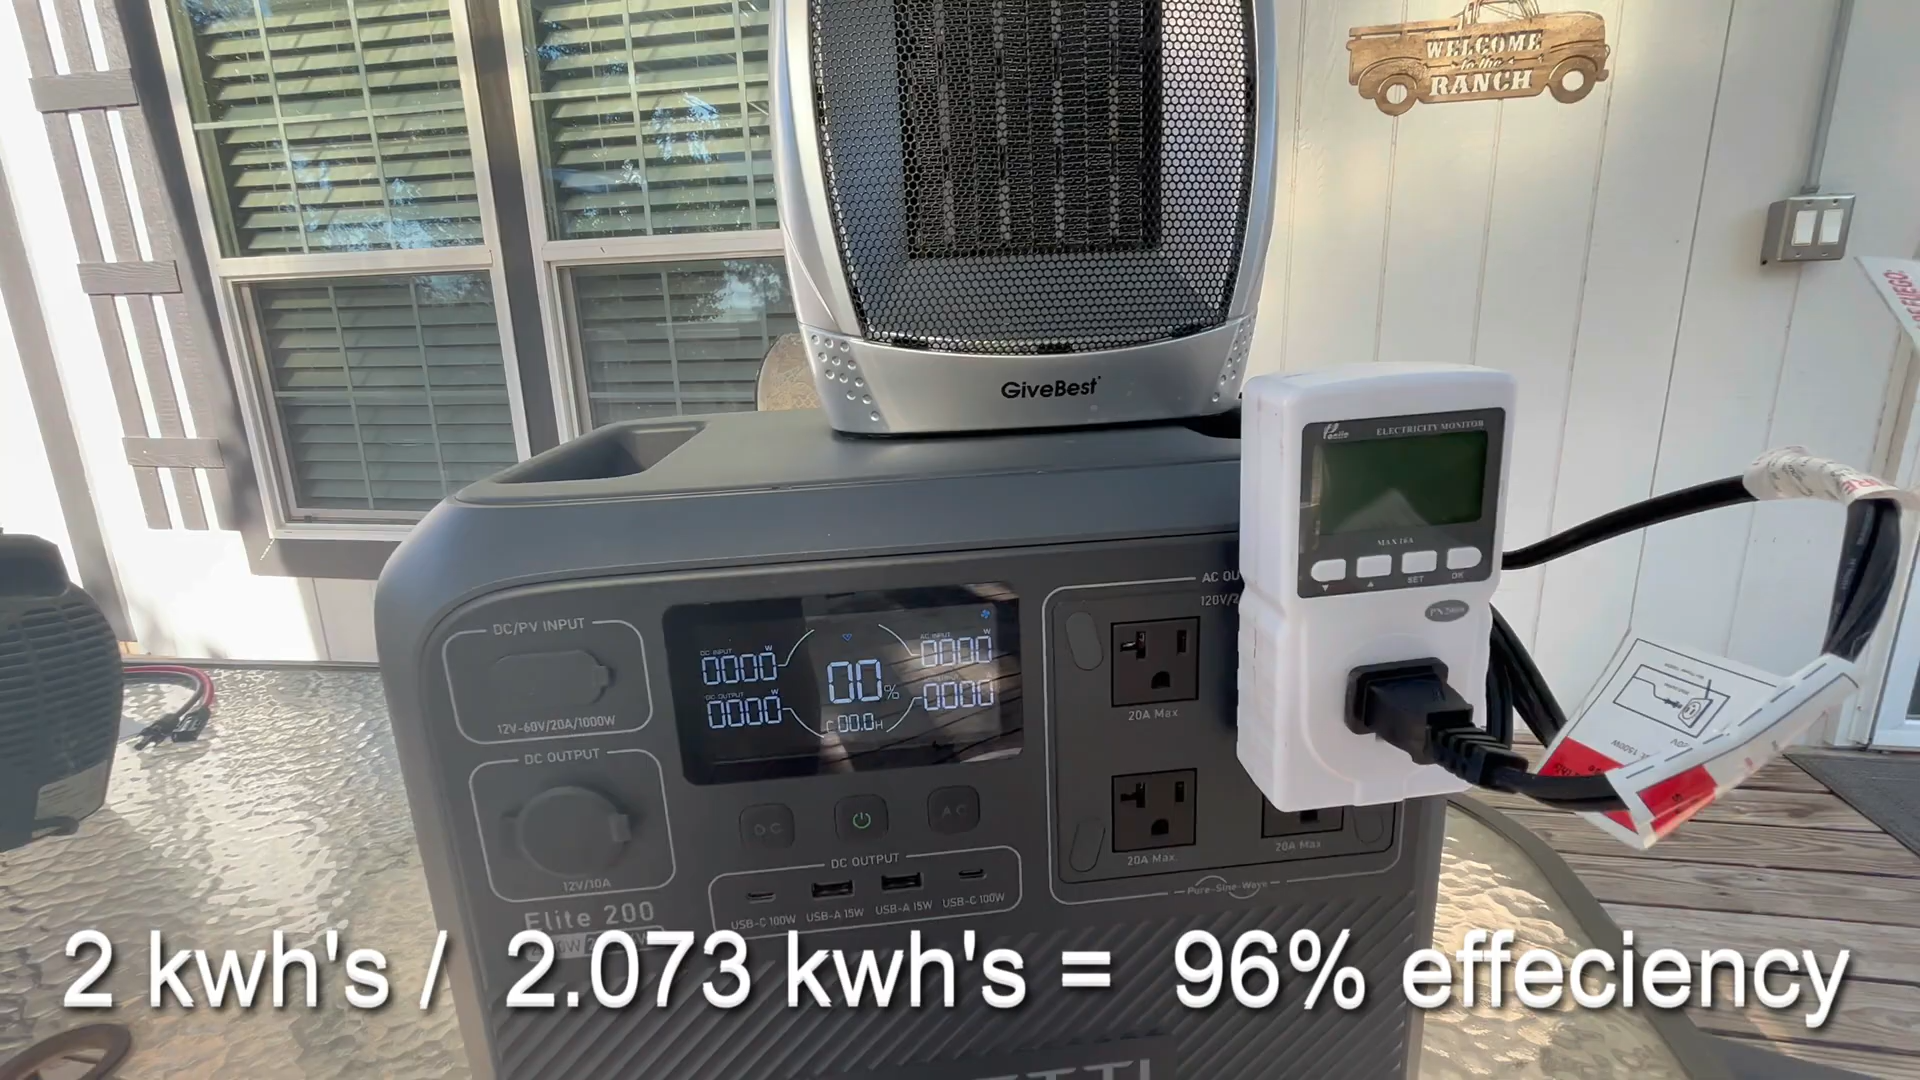 WELCOME
to the
RANCH
GiveBest
ELECTRICITY MONITOR
MAX 16A
SET
OK
AC OU
120V/2
DC/PV INPUT
12V-60V/20A/1000W
DC OUTPUT
12V/10A
DC INPUT
W
0000
DC OUTPUT
W
0000
00%
00.0H
AC INPUT
W
0000
0000
DC
AC
DC OUTPUT
USB-C 100W
USB-A 15W
USB-A 15W
USB-C 100W
20A Max
20A Max.
20A Max
Pure-Sine-Wave
Elite 200
2 kwh's / 2.073 kwh's = 96% effeciency